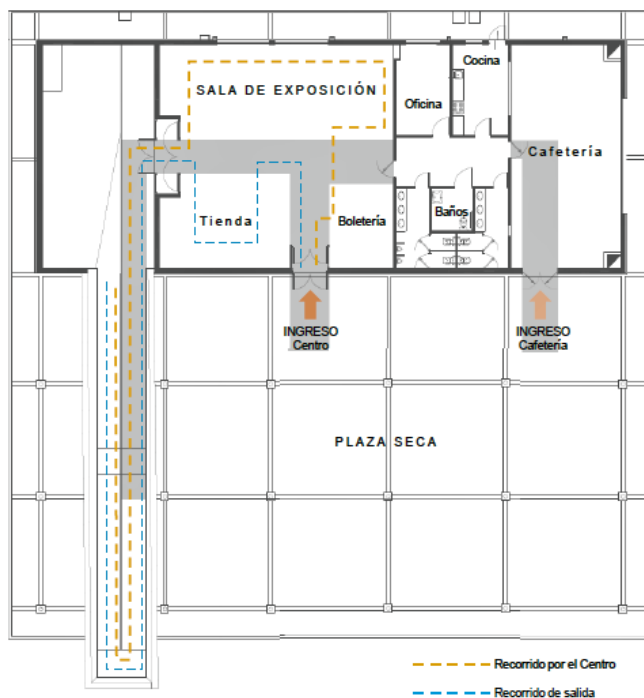 Cocina
SALA DE EXPOSICIÓN
Oficina
Cafetería
Tienda
Boletería
Baños
INGRESO
Centro
INGRESO
Cafetería
PLAZA SECA
Recorrido por el Centro
Recorrido de salida